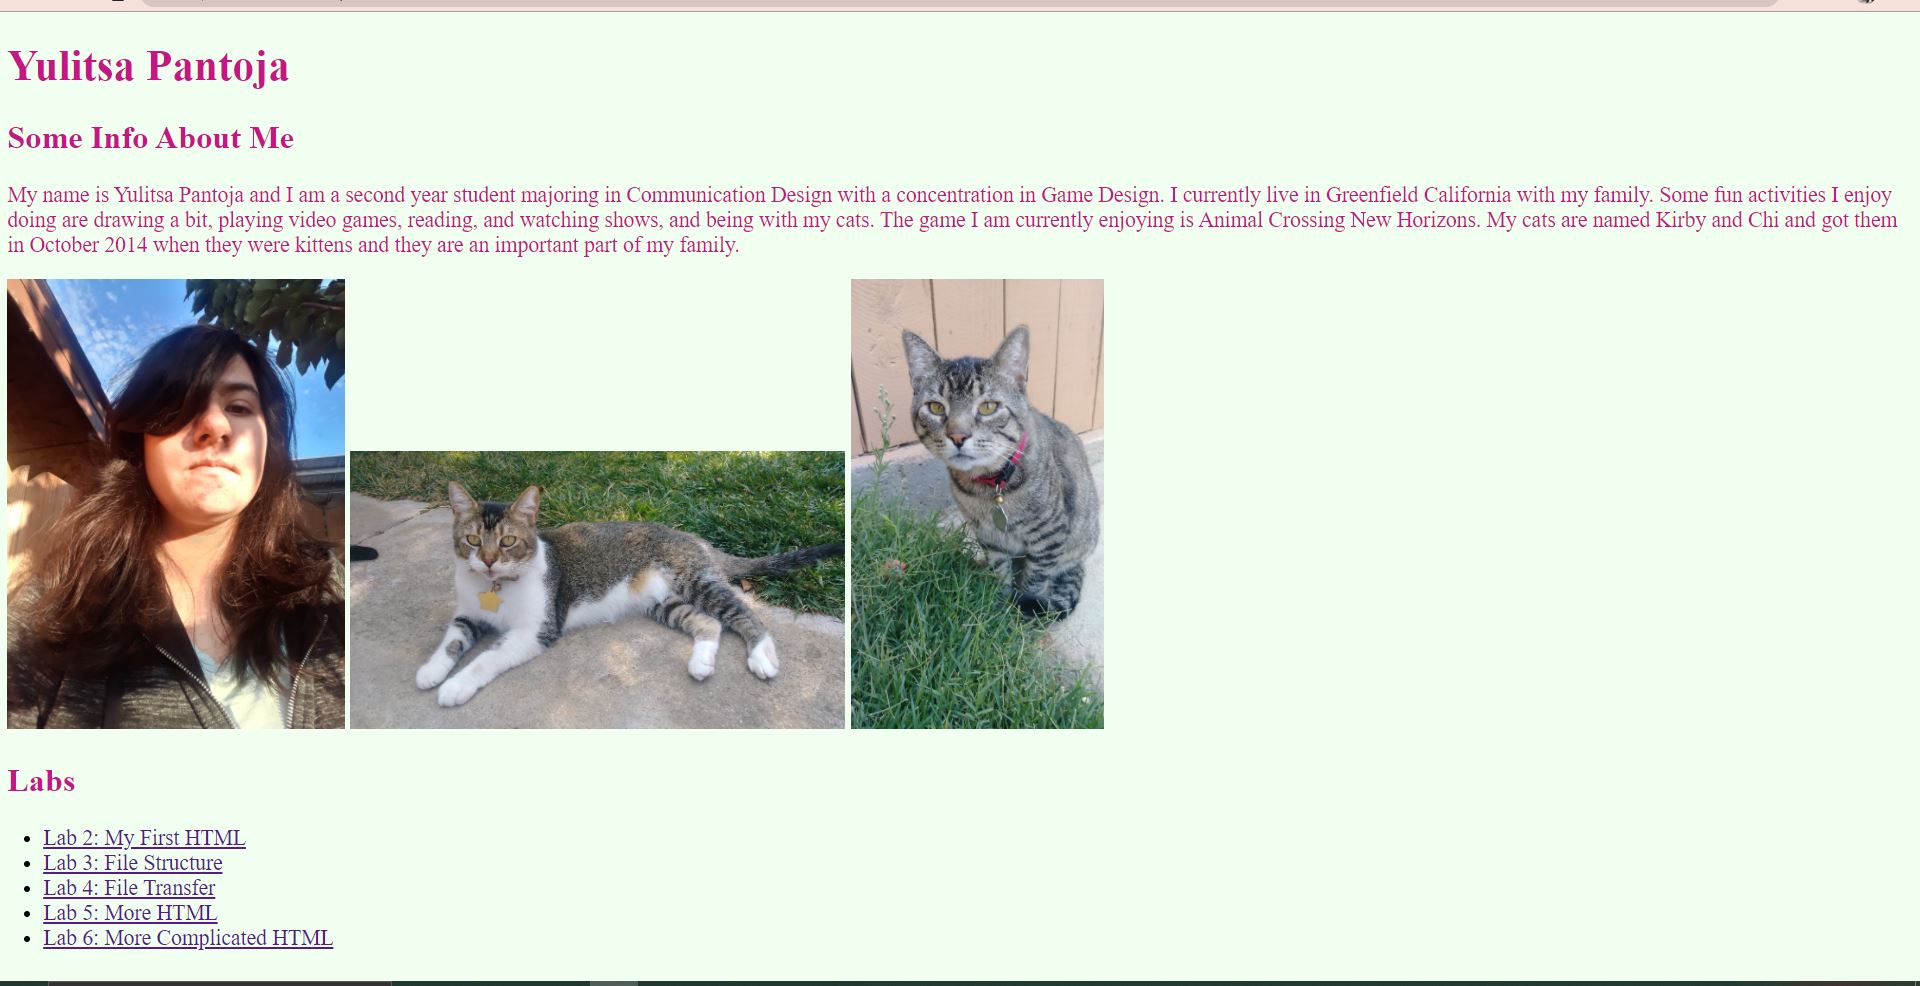 Yulitsa Pantoja
Some Info About Me
My name is Yulitsa Pantoja and I am a second year student majoring in Communication Design with a concentration in Game Design. I currently live in Greenfield California with my family. Some fun activities I enjoy
doing are drawing a bit, playing video games, reading, and watching shows, and being with my cats. The game I am currently enjoying is Animal Crossing New Horizons. My cats are named Kirby and Chi and got them
in October 2014 when they were kittens and they are an important part of my family.
Labs
Lab 2: My First HTML
Lab 3: File Structure
Lab 4: File Transfer
Lab 5: More HTML
Lab 6: More Complicated HTML